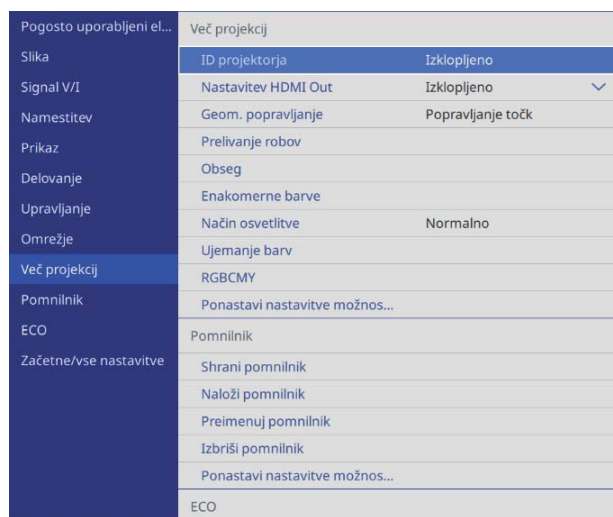 Pogosto uporabljeni el...
Slika
Signal V/I
Namestitev
Prikaz
Delovanje
Upravljanje
Omrežje
Več projekcij
Pomnilnik
ECO
Začetne/vse nastavitve
Več projekcij
ID projektorja Izklopljeno
Nastavitev HDMI Out Izklopljeno
Geom. popravljanje Popravljanje točk
Prelivanje robov
Obseg
Enakomerne barve
Način osvetlitve Normalno
Ujemanje barv
RGBCMY
Ponastavi nastavitve možnos...
Pomnilnik
Shrani pomnilnik
Naloži pomnilnik
Preimenuj pomnilnik
Izbriši pomnilnik
Ponastavi nastavitve možnos...
ECO